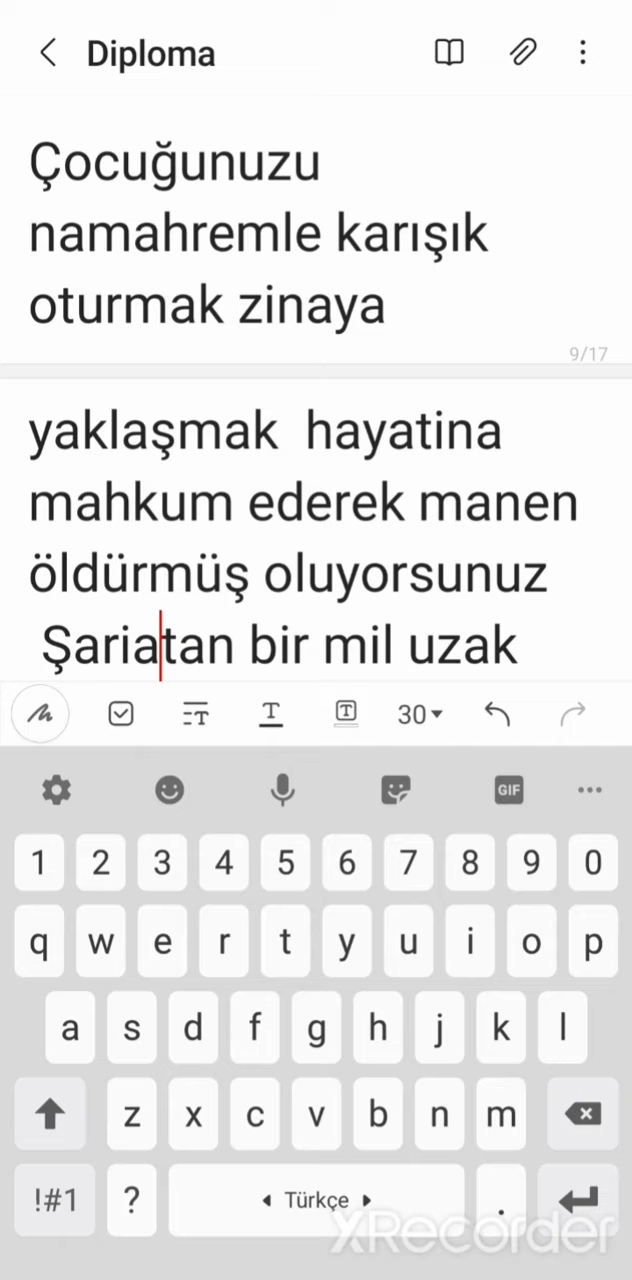 Diploma
Çocuğunuzu
namahremle karışık
oturmak zinaya
9/17
yaklaşmak hayatina
mahkum ederek manen
öldürmüş oluyorsunuz
Şariatan bir mil uzak
T T T 30
GIF
1 2 3 4 5 6 7 8 9 0
q w e r t y u i o p
a s d f g h j k l
z x c v b n m
!#1 ? Türkçe .
XRecorder